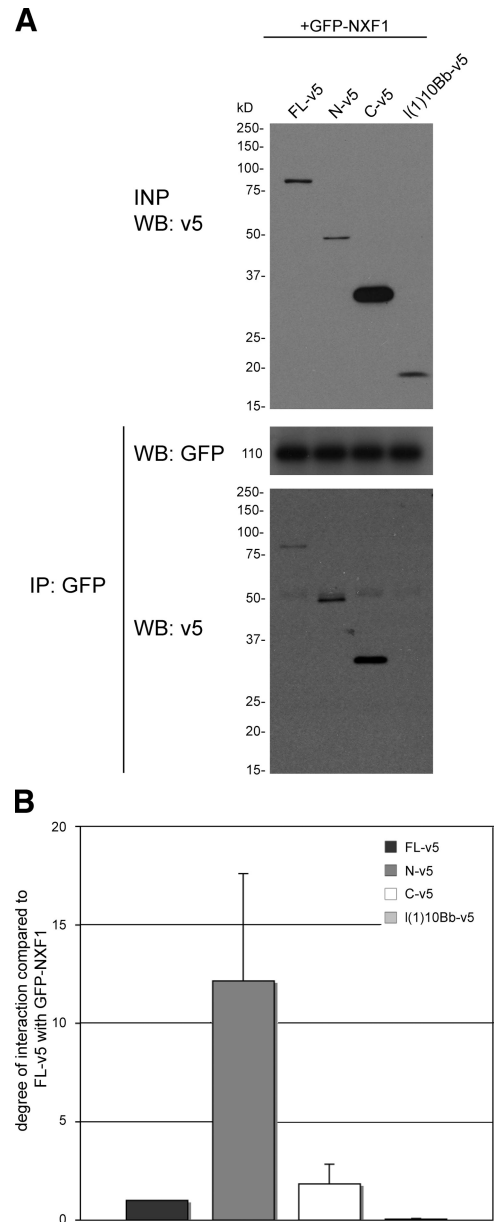 A
+GFP-NXF1
kD
FL-v5
N-v5
C-v5
l(1)10Bb-v5
INP
WB: v5
250-
150-
100-
75-
50-
37-
25-
20-
15-
IP: GFP
WB: GFP
110
WB: v5
250-
150-
100-
75-
50-
37-
25-
20-
15-
B
degree of interaction compared to
FL-v5 with GFP-NXF1
20
15
10
5
0
FL-v5
N-v5
C-v5
l(1)10Bb-v5